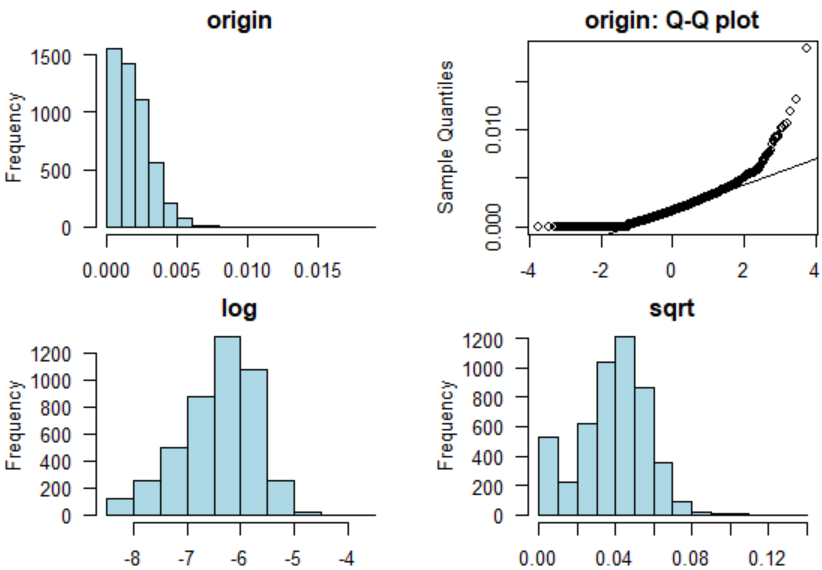 origin
Frequency
1500
1000
500
0
0.000 0.005 0.010 0.015
origin: Q-Q plot
Sample Quantiles
0.010
0.000
-4 -2 0 2 4
log
Frequency
1200
1000
800
600
400
200
0
-8 -7 -6 -5 -4
sqrt
Frequency
1200
1000
800
600
400
200
0
0.00 0.04 0.08 0.12